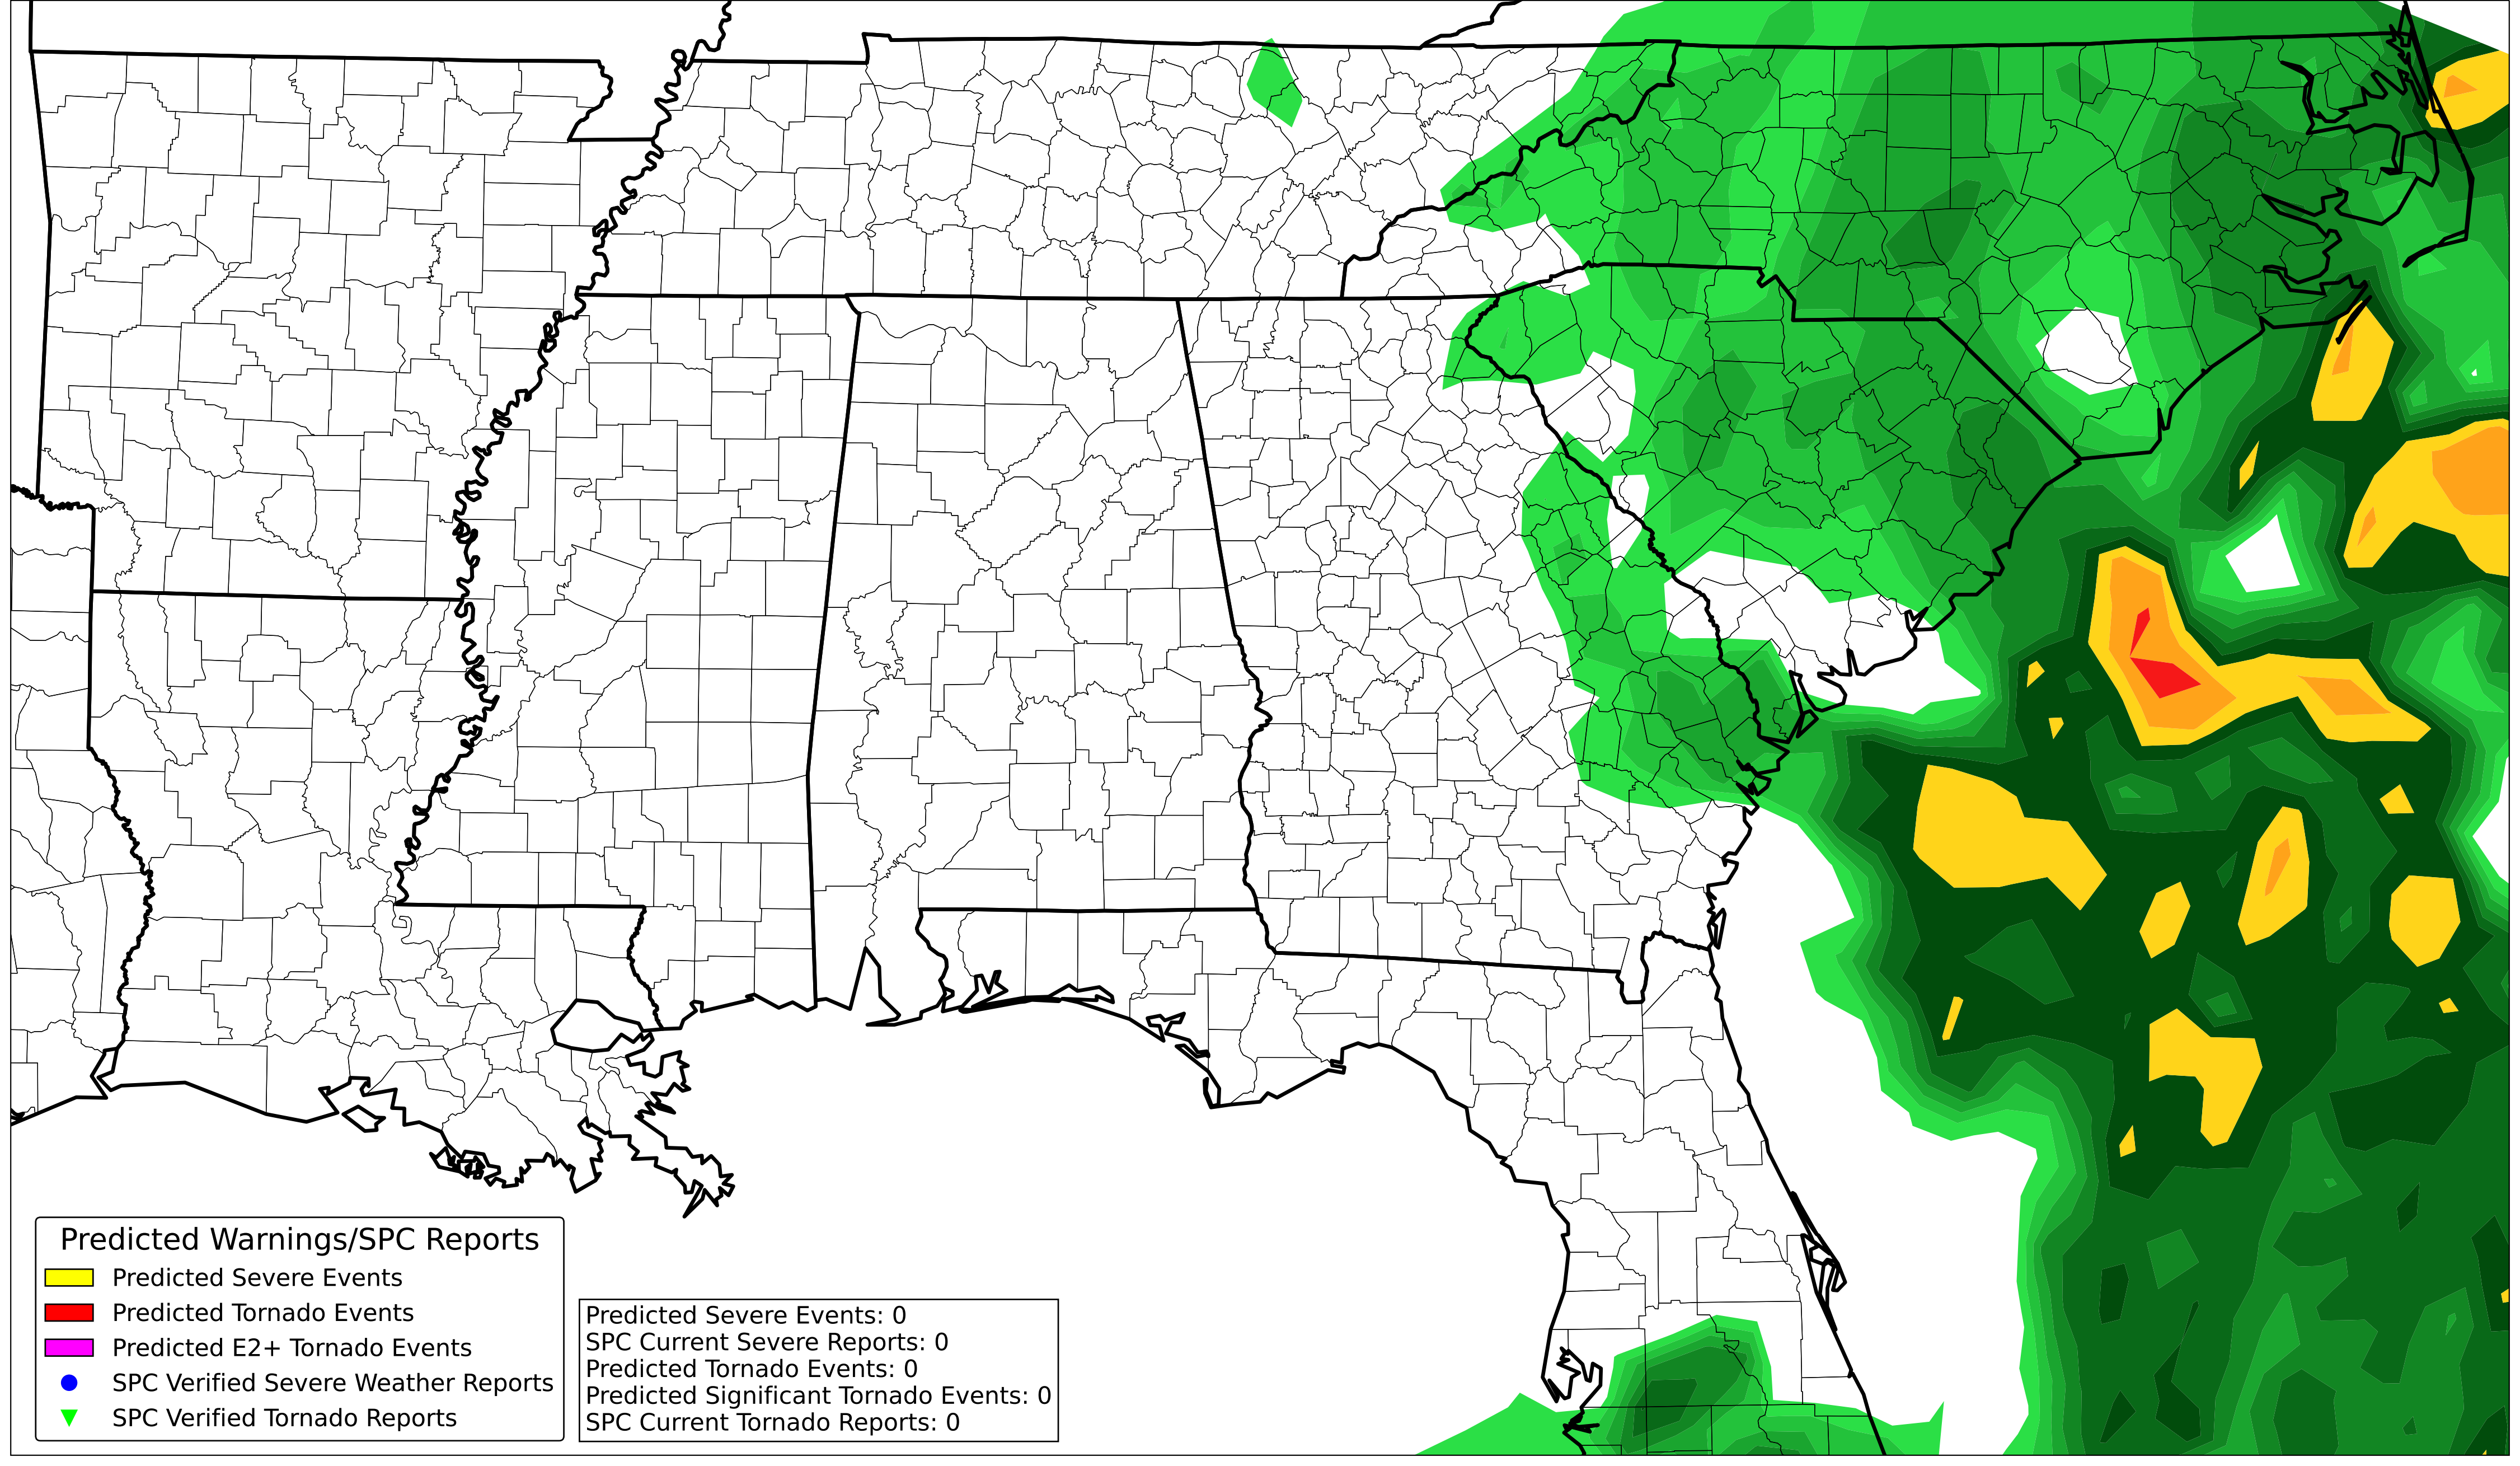 Predicted Warnings/SPC Reports
Predicted Severe Events
Predicted Tornado Events
Predicted E2+ Tornado Events
SPC Verified Severe Weather Reports
SPC Verified Tornado Reports
Predicted Severe Events: 0
SPC Current Severe Reports: 0
Predicted Tornado Events: 0
Predicted Significant Tornado Events: 0
SPC Current Tornado Reports: 0